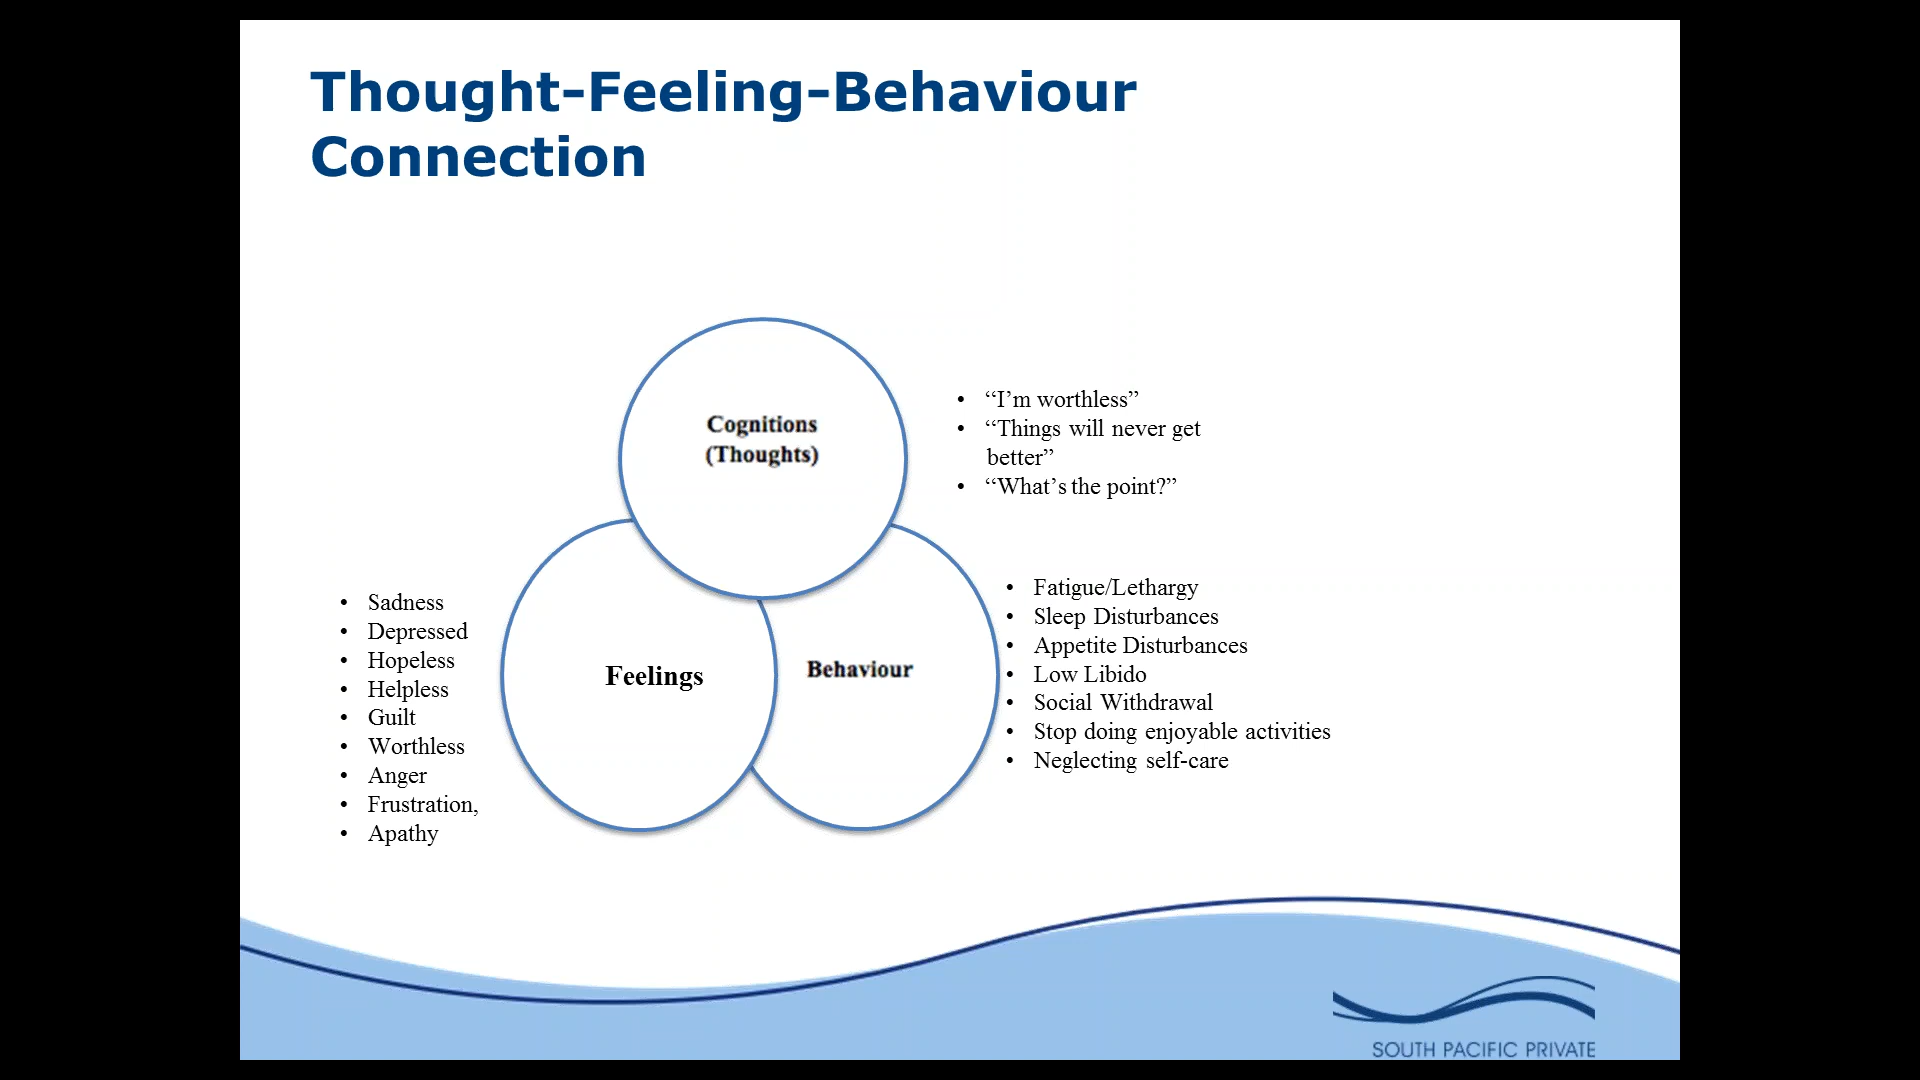 Thought-Feeling-Behaviour
Connection
Cognitions
(Thoughts)
• “I’m worthless”
• “Things will never get
better”
• “What’s the point?”
Feelings
• Sadness
• Depressed
• Hopeless
• Helpless
• Guilt
• Worthless
• Anger
• Frustration,
• Apathy
Behaviour
• Fatigue/Lethargy
• Sleep Disturbances
• Appetite Disturbances
• Low Libido
• Social Withdrawal
• Stop doing enjoyable activities
• Neglecting self-care
SOUTH PACIFIC PRIVATE